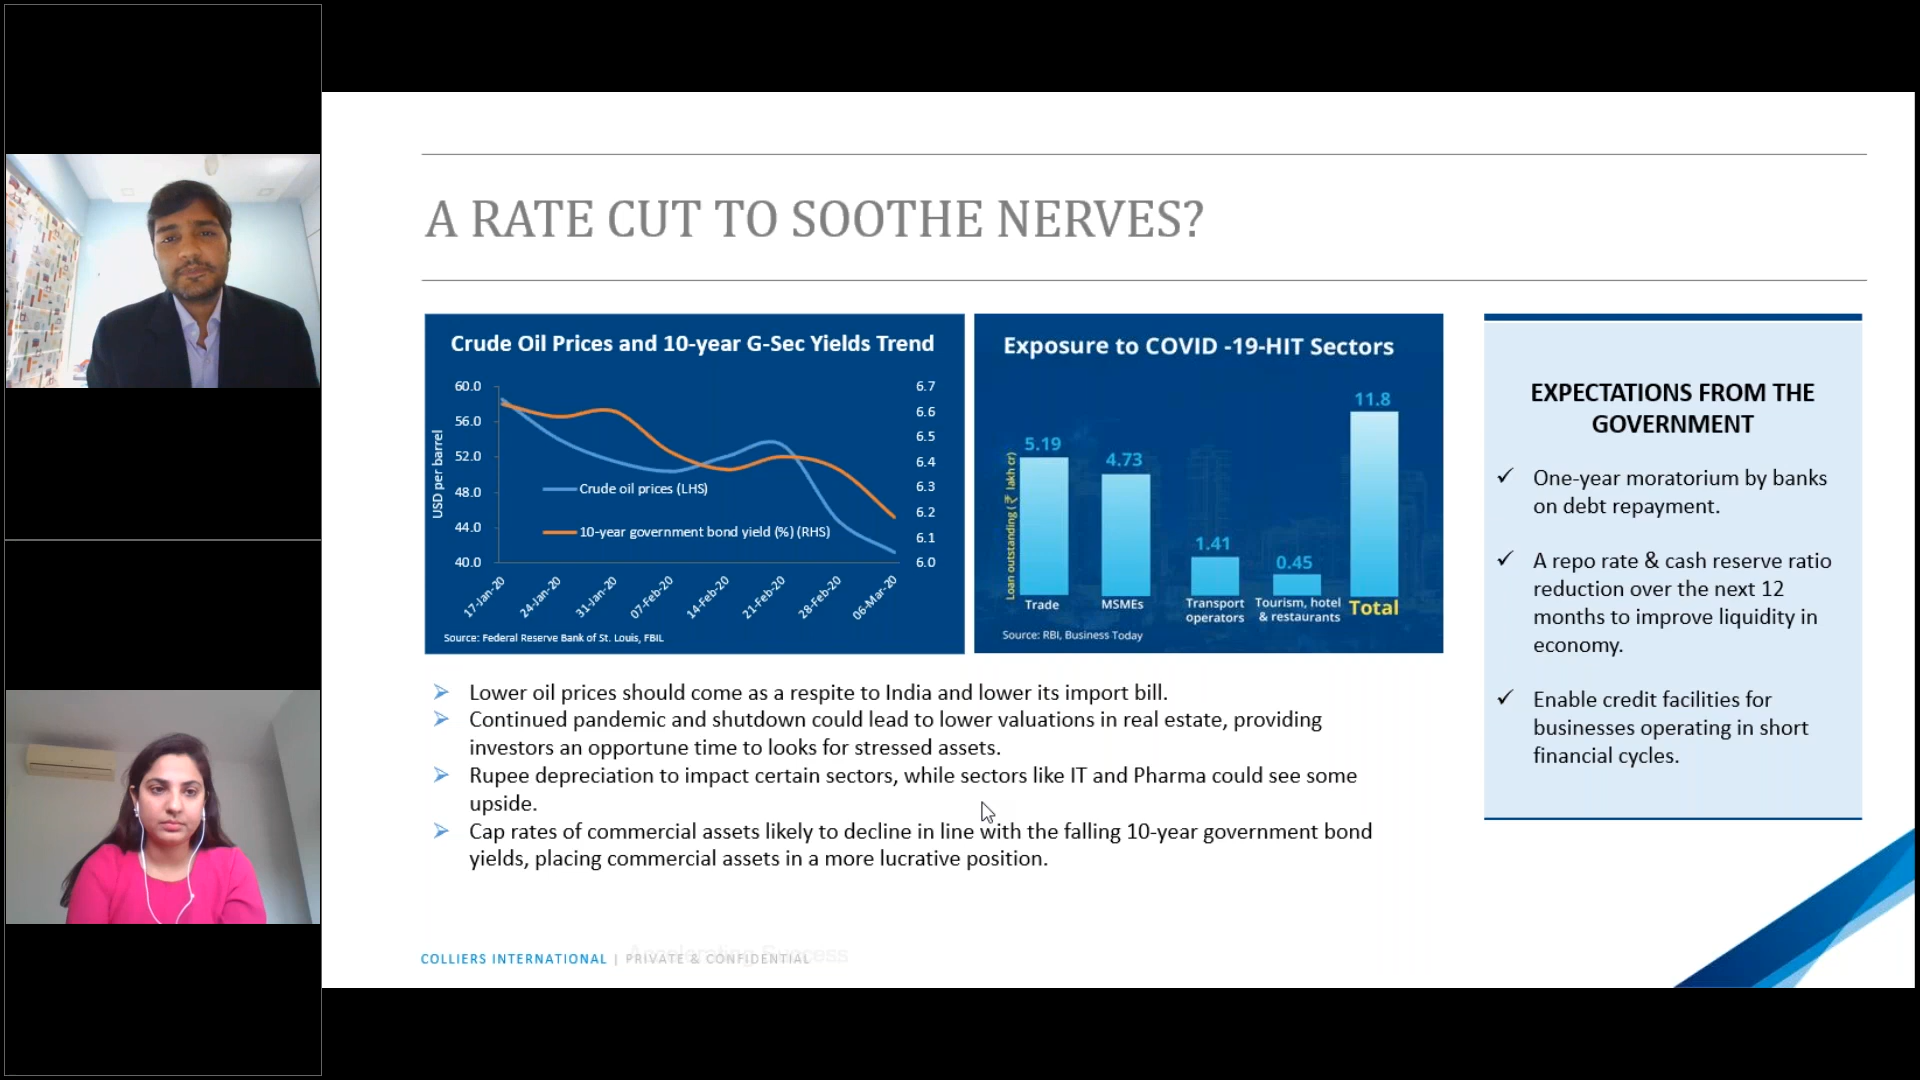 A RATE CUT TO SOOTHE NERVES?
Crude Oil Prices and 10-year G-Sec Yields Trend
60.0
56.0
52.0
48.0
44.0
40.0
USD per barrel
6.7
6.6
6.5
6.4
6.3
6.2
6.1
6.0
Crude oil prices (LHS)
10-year government bond yield (%) (RHS)
17-Jan-20
24-Jan-20
31-Jan-20
07-Feb-20
14-Feb-20
21-Feb-20
28-Feb-20
06-Mar-20
Source: Federal Reserve Bank of St. Louis, FBIL
Exposure to COVID -19-HIT Sectors
Loan outstanding (₹ lakh cr)
5.19
4.73
1.41
0.45
11.8
Trade
MSMEs
Transport
operators
Tourism, hotel
& restaurants
Total
Source: RBI, Business Today
EXPECTATIONS FROM THE
GOVERNMENT
✓ One-year moratorium by banks
on debt repayment.
✓ A repo rate & cash reserve ratio
reduction over the next 12
months to improve liquidity in
economy.
✓ Enable credit facilities for
businesses operating in short
financial cycles.
➢ Lower oil prices should come as a respite to India and lower its import bill.
➢ Continued pandemic and shutdown could lead to lower valuations in real estate, providing
investors an opportune time to looks for stressed assets.
➢ Rupee depreciation to impact certain sectors, while sectors like IT and Pharma could see some
upside.
➢ Cap rates of commercial assets likely to decline in line with the falling 10-year government bond
yields, placing commercial assets in a more lucrative position.
Accelerating Success
COLLIERS INTERNATIONAL | PRIVATE & CONFIDENTIAL